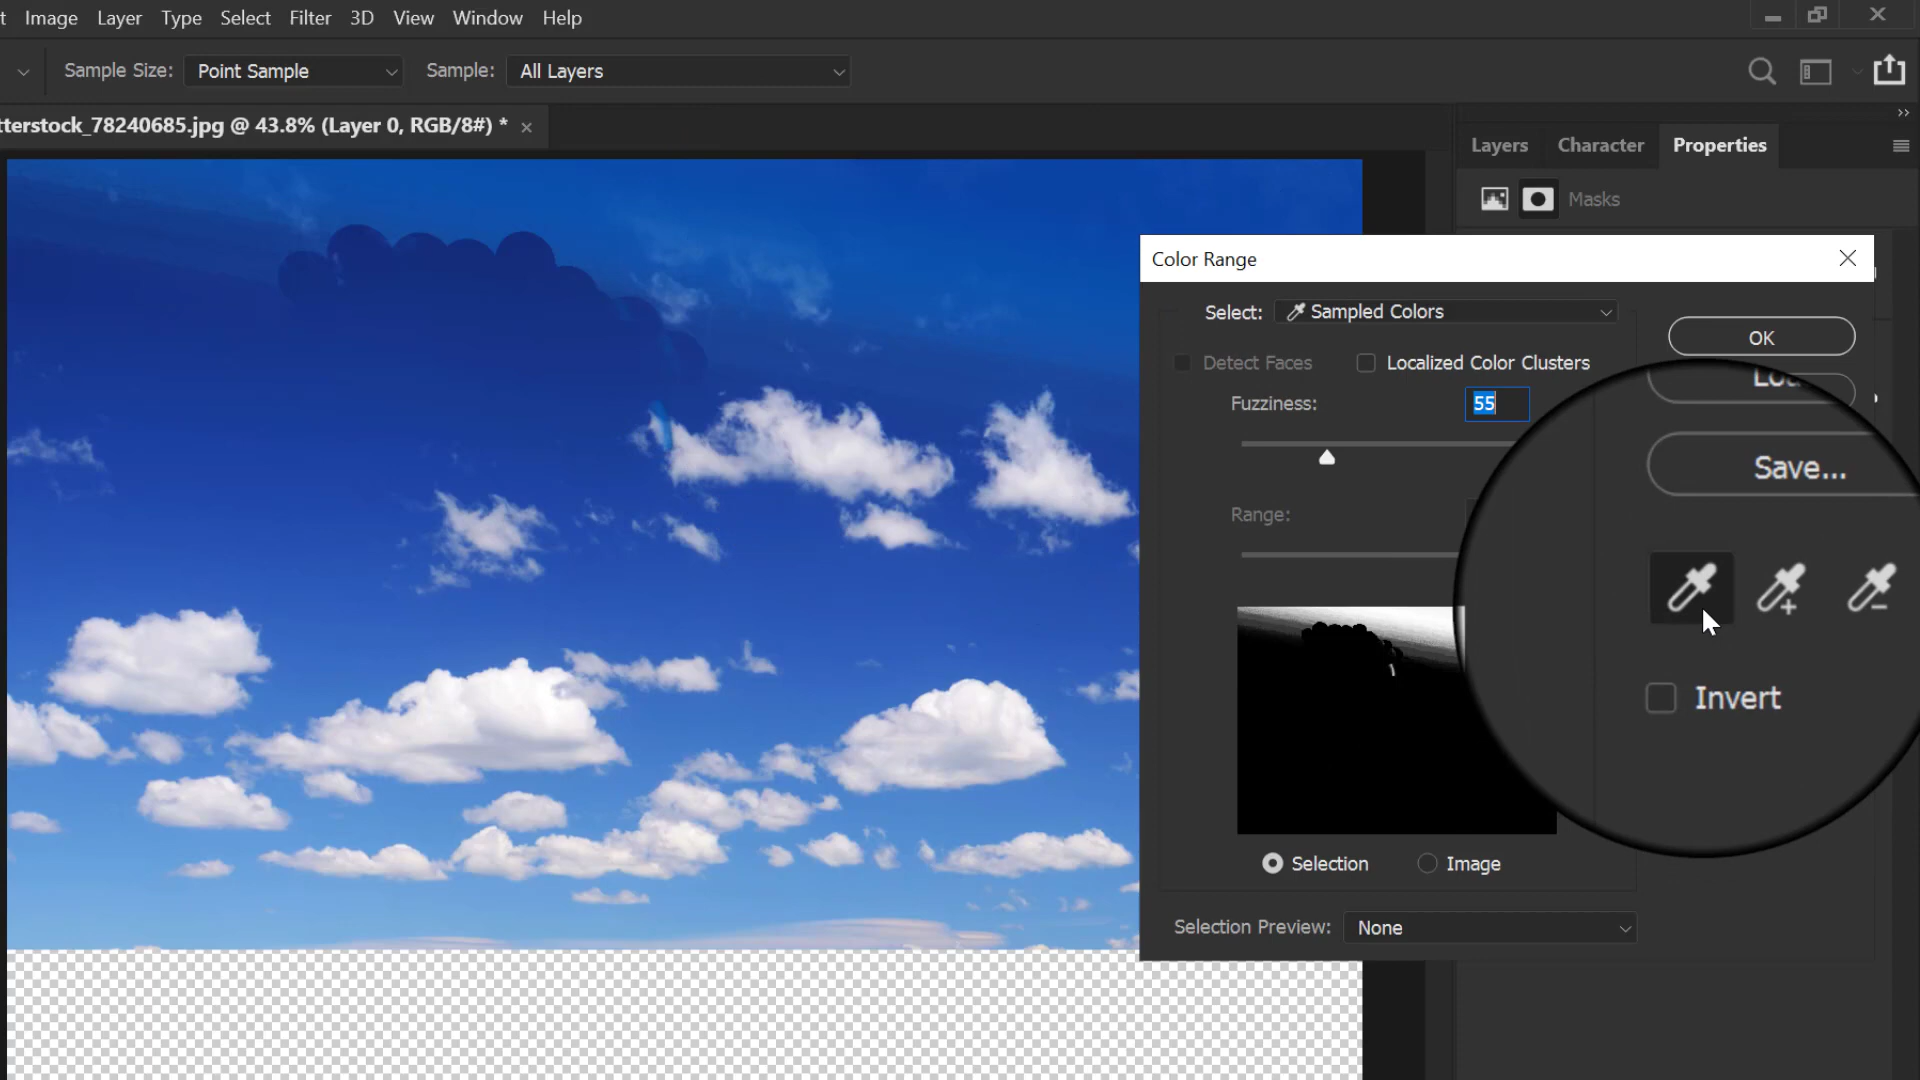 Image Layer Type Select Filter 3D View Window Help
Sample Size: Point Sample Sample: All Layers
tterstock_78240685.jpg @ 43.8% (Layer 0, RGB/8#) * ×
Layers Character Properties
Masks
Color Range
Select: Sampled Colors
OK
Detect Faces Localized Color Clusters
Fuzziness: 55
Save...
Range:
Invert
Selection Image
Selection Preview: None